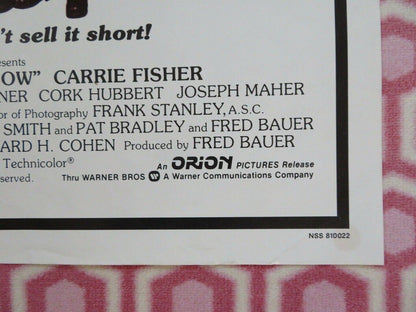 't sell it short!
esents
OW" CARRIE FISHER
NER CORK HUBBERT JOSEPH MAHER
or of Photography FRANK STANLEY, A.S.C.
SMITH and PAT BRADLEY and FRED BAUER
ARD H. COHEN Produced by FRED BAUER
Technicolor®
An ORION PICTURES Release
served.
Thru WARNER BROS W A Warner Communications Company
NSS 810022